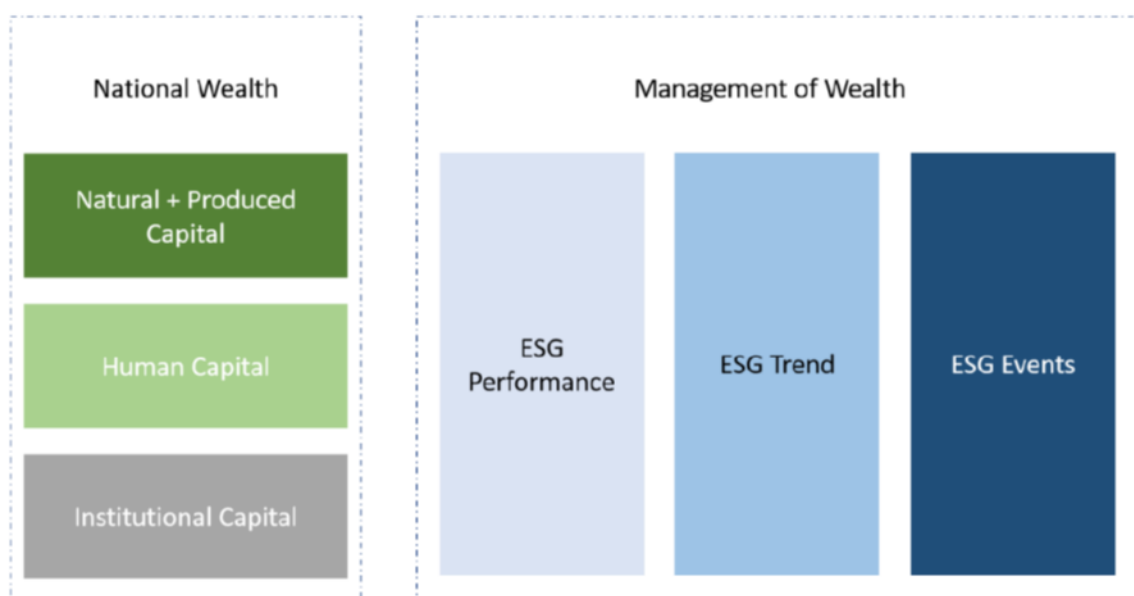 National Wealth
Natural + Produced
Capital
Human Capital
Institutional Capital
Management of Wealth
ESG
Performance
ESG Trend
ESG Events